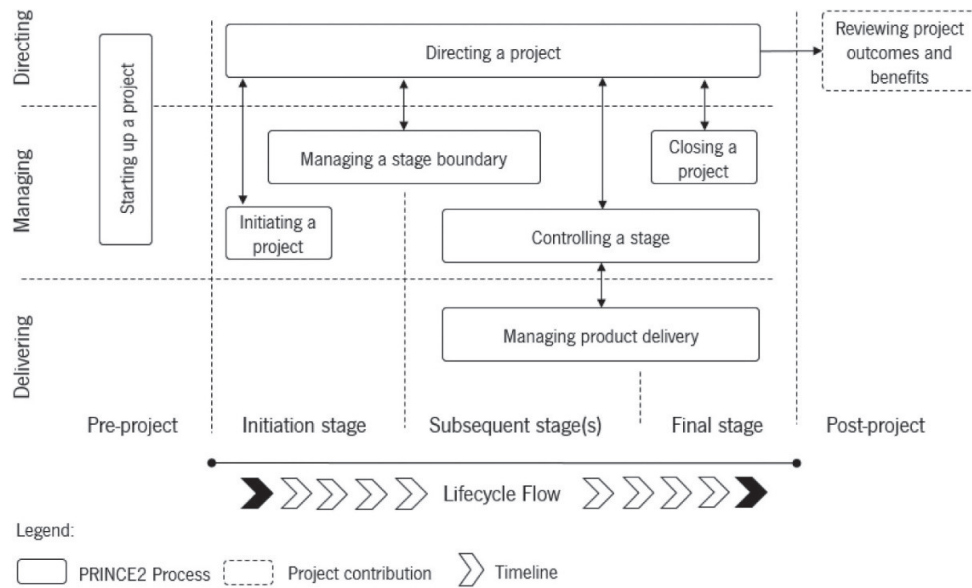 Directing
Managing
Delivering
Starting up a project
Directing a project
Reviewing project
outcomes and
benefits
Managing a stage boundary
Closing a
project
Initiating a
project
Controlling a stage
Managing product delivery
Pre-project
Initiation stage
Subsequent stage(s)
Final stage
Post-project
Lifecycle Flow
Legend:
PRINCE2 Process
Project contribution
Timeline